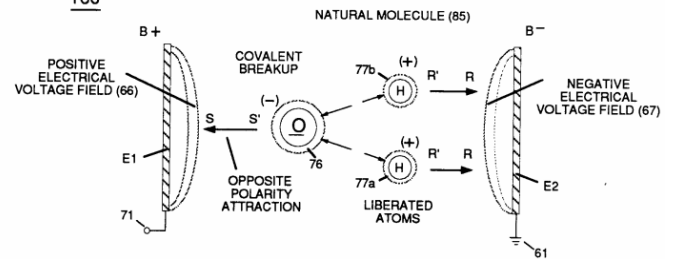 NATURAL MOLECULE (85)
B+
B-
POSITIVE
ELECTRICAL
VOLTAGE FIELD (66)
COVALENT
BREAKUP
77b
(+)
H
R'
R
NEGATIVE
ELECTRICAL
VOLTAGE FIELD (67)
(-)
S
S'
O
76
(+)
H
R'
R
E1
OPPOSITE
POLARITY
ATTRACTION
77a
LIBERATED
ATOMS
E2
71
61